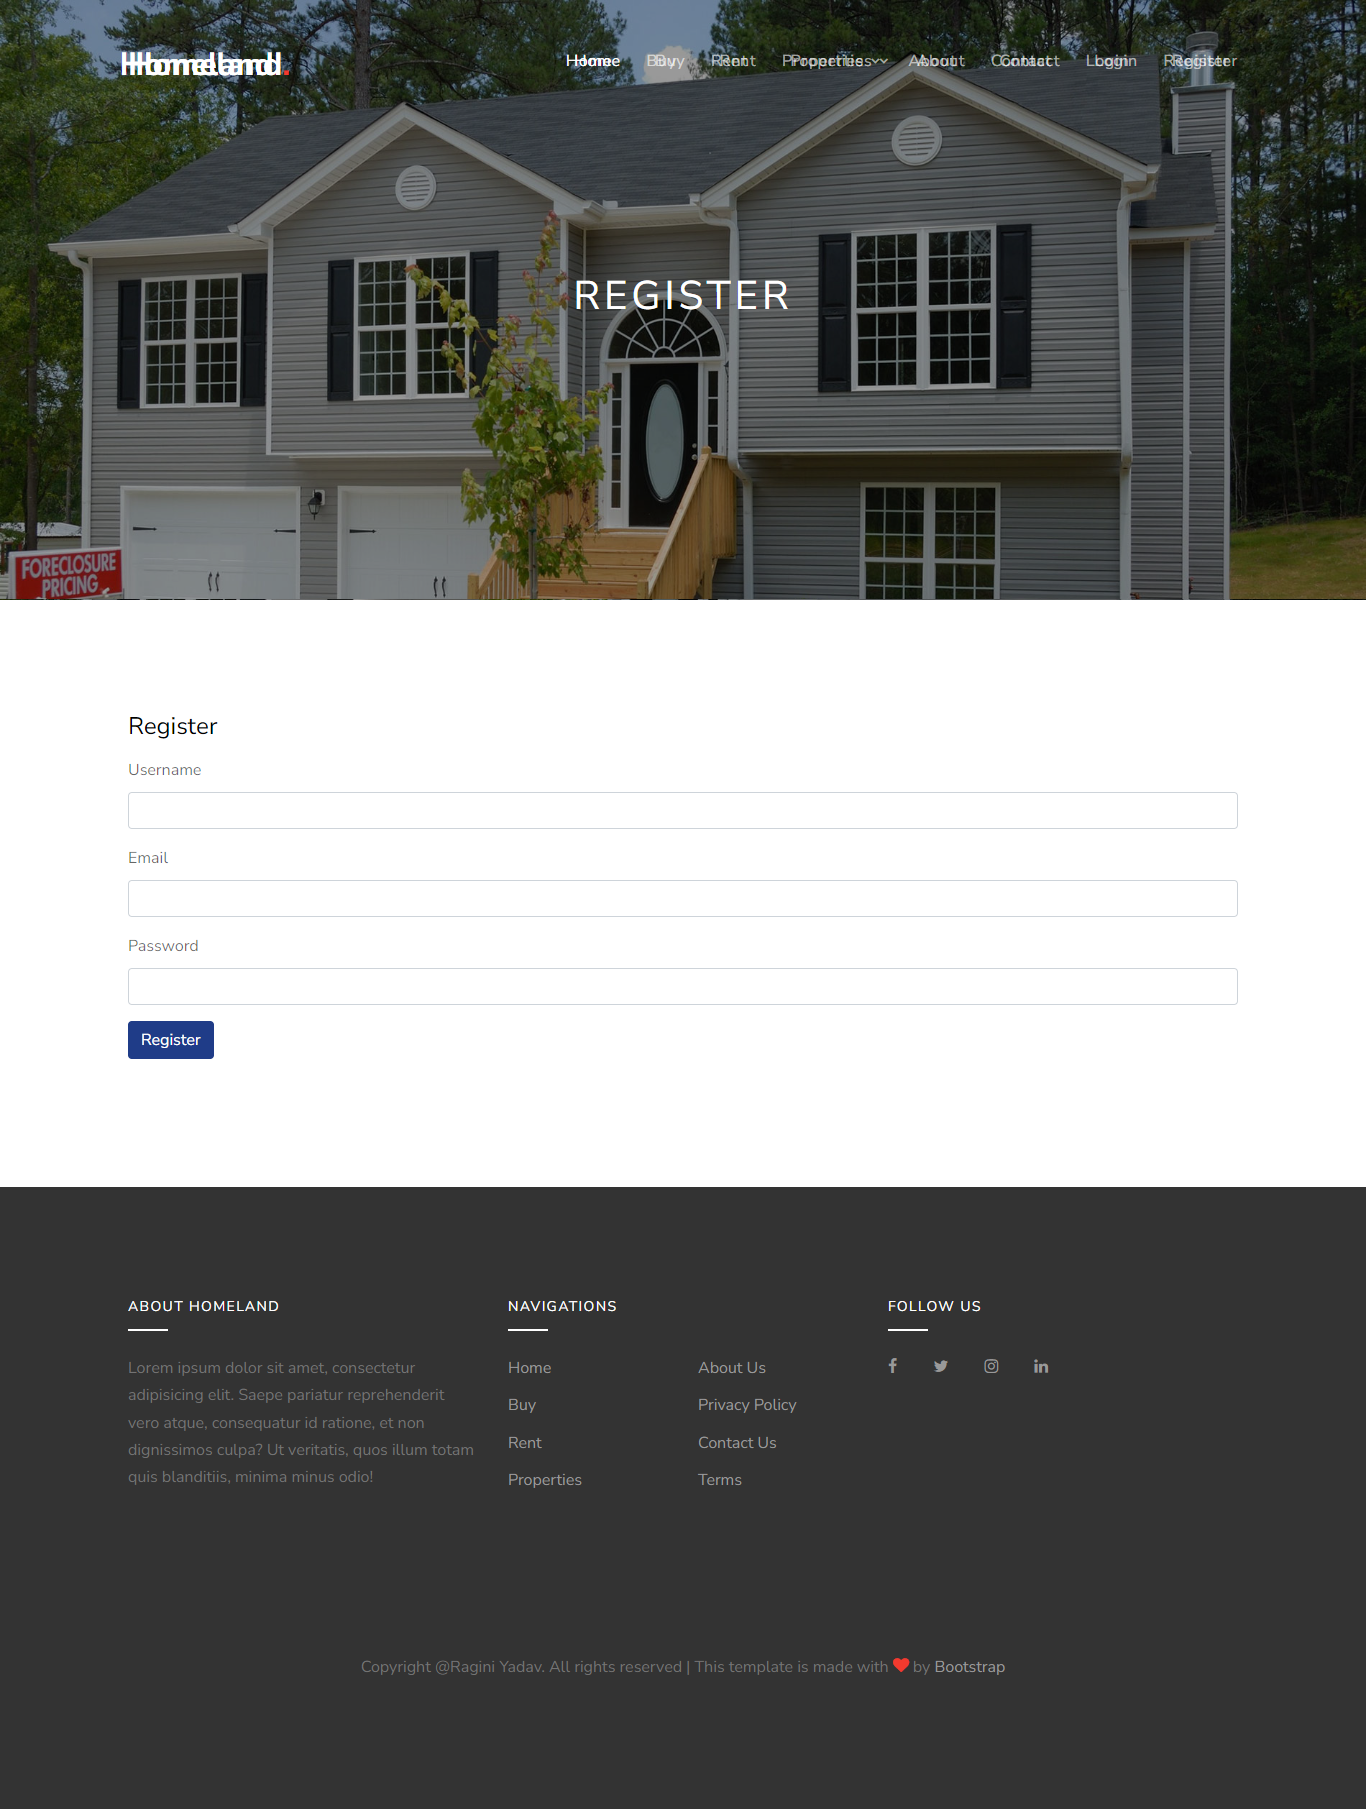 Homeland.
Home Buy Rent Properties About Contact Login Register
REGISTER
FORECLOSURE
PRICING
Register
Username
Email
Password
Register
ABOUT HOMELAND
Lorem ipsum dolor sit amet, consectetur
adipisicing elit. Saepe pariatur reprehenderit
vero atque, consequatur id ratione, et non
dignissimos culpa? Ut veritatis, quos illum totam
quis blanditiis, minima minus odio!
NAVIGATIONS
Home
Buy
Rent
Properties
About Us
Privacy Policy
Contact Us
Terms
FOLLOW US
Copyright @Ragini Yadav. All rights reserved | This template is made with ❤ by Bootstrap